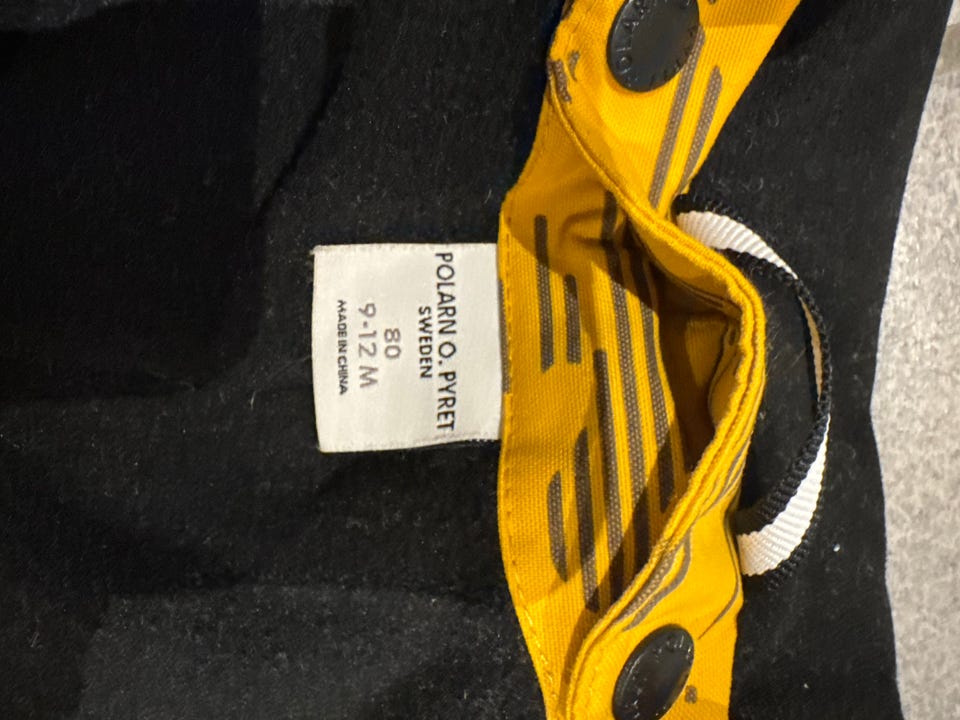 POLARN O. PYRET
SWEDEN
80
9-12 M
MADE IN CHINA